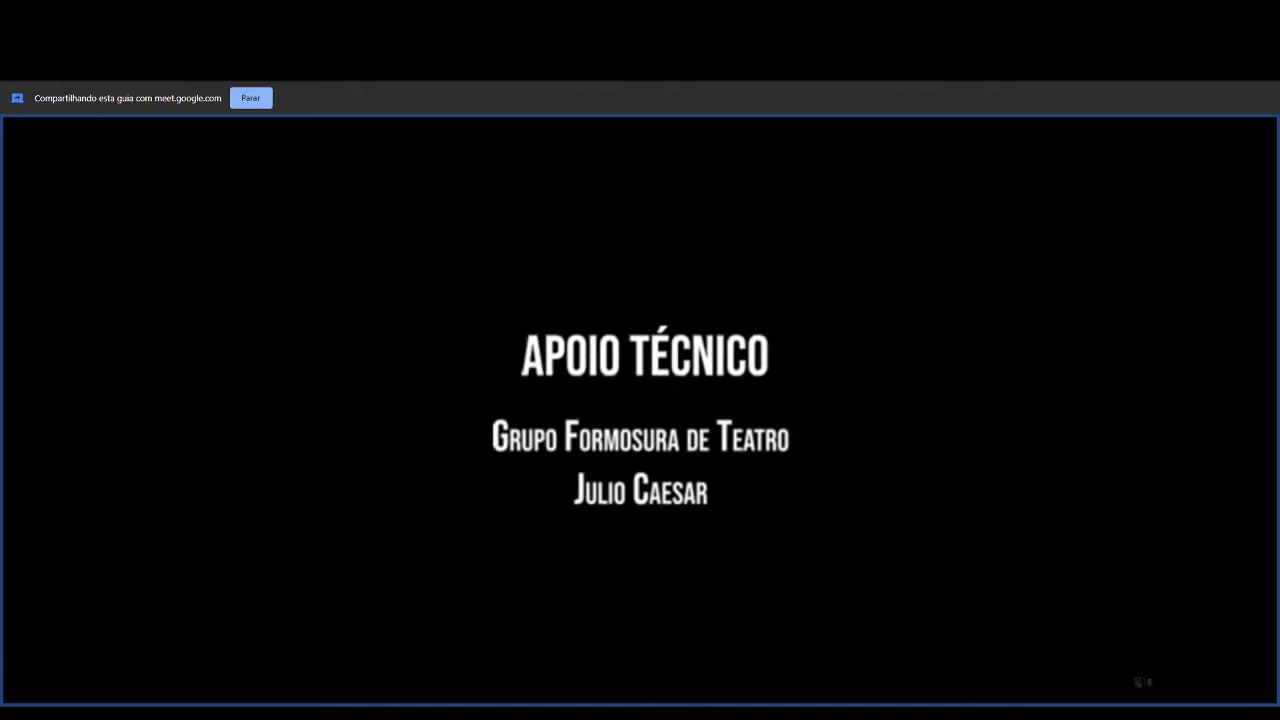 Compartilhando esta guia com meet.google.com Parar
APOIO TÉCNICO
GRUPO FORMOSURA DE TEATRO
JULIO CAESAR